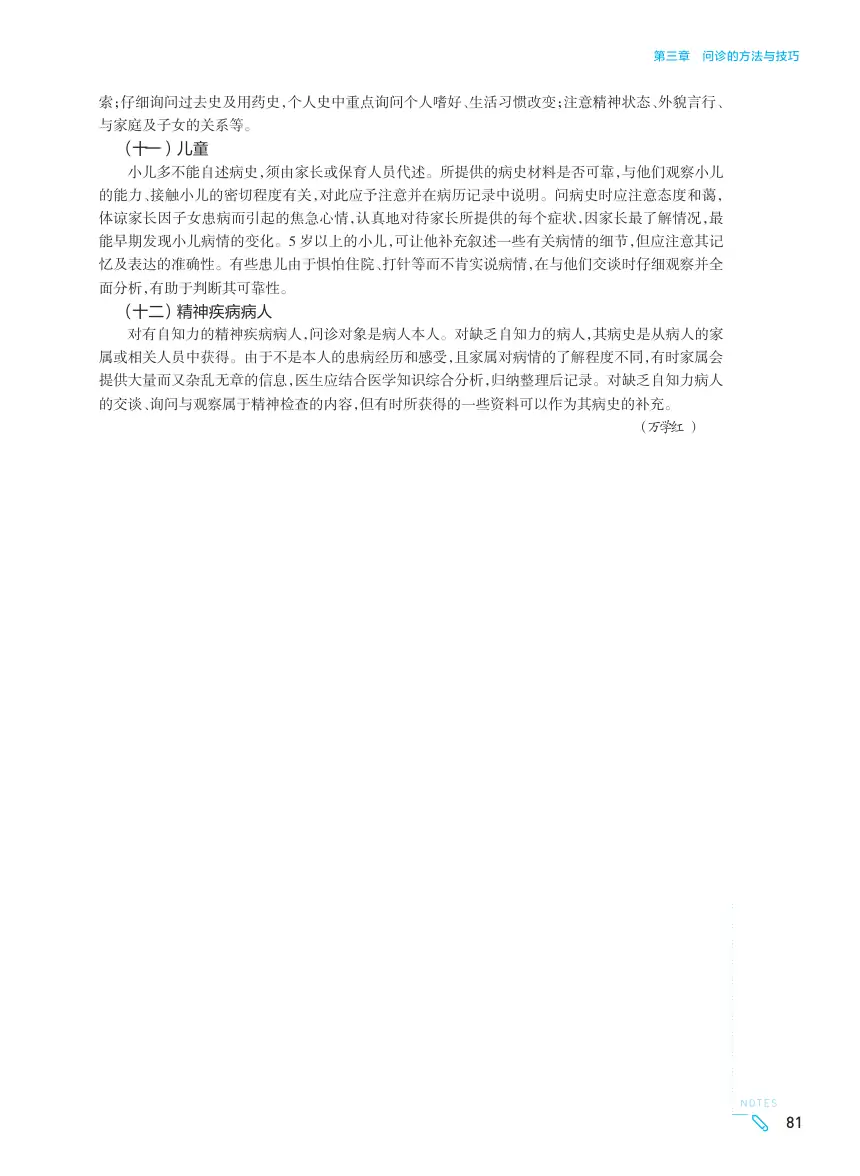 第三章 问诊的方法与技巧
索;仔细询问过去史及用药史,个人史中重点询问个人嗜好、生活习惯改变;注意精神状态、外貌言行、
与家庭及子女的关系等。
(十一)儿童
小儿多不能自述病史,须由家长或保育人员代述。所提供的病史材料是否可靠,与他们观察小儿
的能力、接触小儿的密切程度有关,对此应予注意并在病历记录中说明。问病史时应注意态度和蔼,
体谅家长因子女患病而引起的焦急心情,认真地对待家长所提供的每个症状,因家长最了解情况,最
能早期发现小儿病情的变化。5 岁以上的小儿,可让他补充叙述一些有关病情的细节,但应注意其记
忆及表达的准确性。有些患儿由于惧怕住院、打针等而不肯实说病情,在与他们交谈时仔细观察并全
面分析,有助于判断其可靠性。
(十二)精神疾病病人
对有自知力的精神疾病病人,问诊对象是病人本人。对缺乏自知力的病人,其病史是从病人的家
属或相关人员中获得。由于不是本人的患病经历和感受,且家属对病情的了解程度不同,有时家属会
提供大量而又杂乱无章的信息,医生应结合医学知识综合分析,归纳整理后记录。对缺乏自知力病人
的交谈、询问与观察属于精神检查的内容,但有时所获得的一些资料可以作为其病史的补充。
(万学红)
NOTES
81